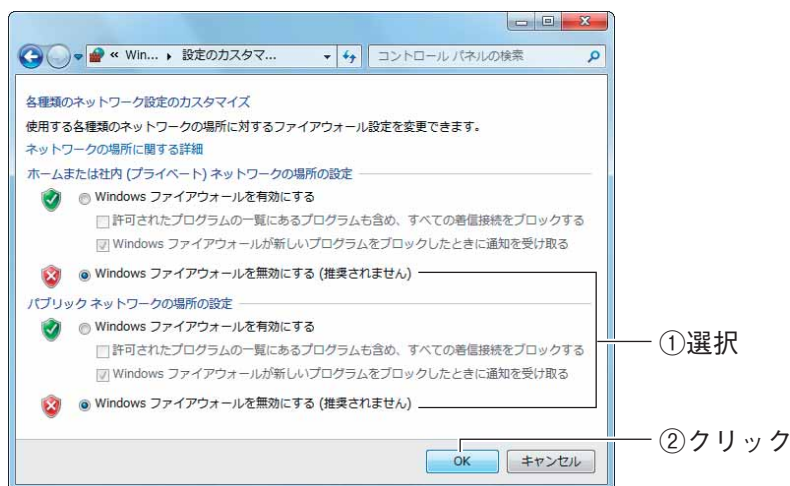 « Win... ▸ 設定のカスタマ... コントロール パネルの検索
各種類のネットワーク設定のカスタマイズ
使用する各種類のネットワークの場所に対するファイアウォール設定を変更できます。
ネットワークの場所に関する詳細
ホームまたは社内 (プライベート) ネットワークの場所の設定
Windows ファイアウォールを有効にする
許可されたプログラムの一覧にあるプログラムも含め、すべての着信接続をブロックする
Windows ファイアウォールが新しいプログラムをブロックしたときに通知を受け取る
Windows ファイアウォールを無効にする (推奨されません)
パブリック ネットワークの場所の設定
Windows ファイアウォールを有効にする
許可されたプログラムの一覧にあるプログラムも含め、すべての着信接続をブロックする
Windows ファイアウォールが新しいプログラムをブロックしたときに通知を受け取る
Windows ファイアウォールを無効にする (推奨されません)
①選択
OK キャンセル
②クリック